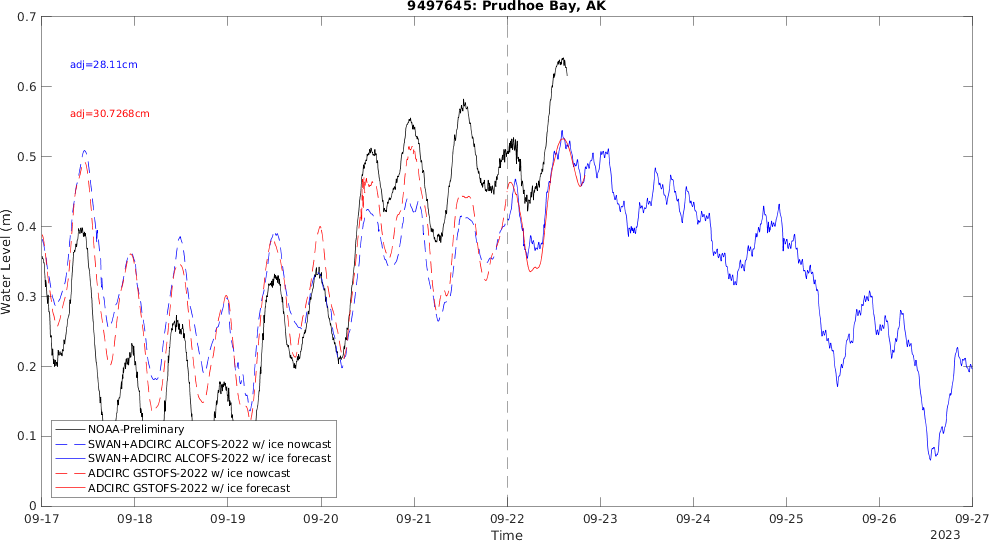 9497645: Prudhoe Bay, AK
0.7
0.6
0.5
0.4
0.3
0.2
0.1
0
Water Level (m)
adj=28.11cm
adj=30.7268cm
NOAA-Preliminary
SWAN+ADCIRC ALCOFS-2022 w/ ice nowcast
SWAN+ADCIRC ALCOFS-2022 w/ ice forecast
ADCIRC GSTOFS-2022 w/ ice nowcast
ADCIRC GSTOFS-2022 w/ ice forecast
09-17 09-18 09-19 09-20 09-21 09-22 09-23 09-24 09-25 09-26 09-27
Time
2023